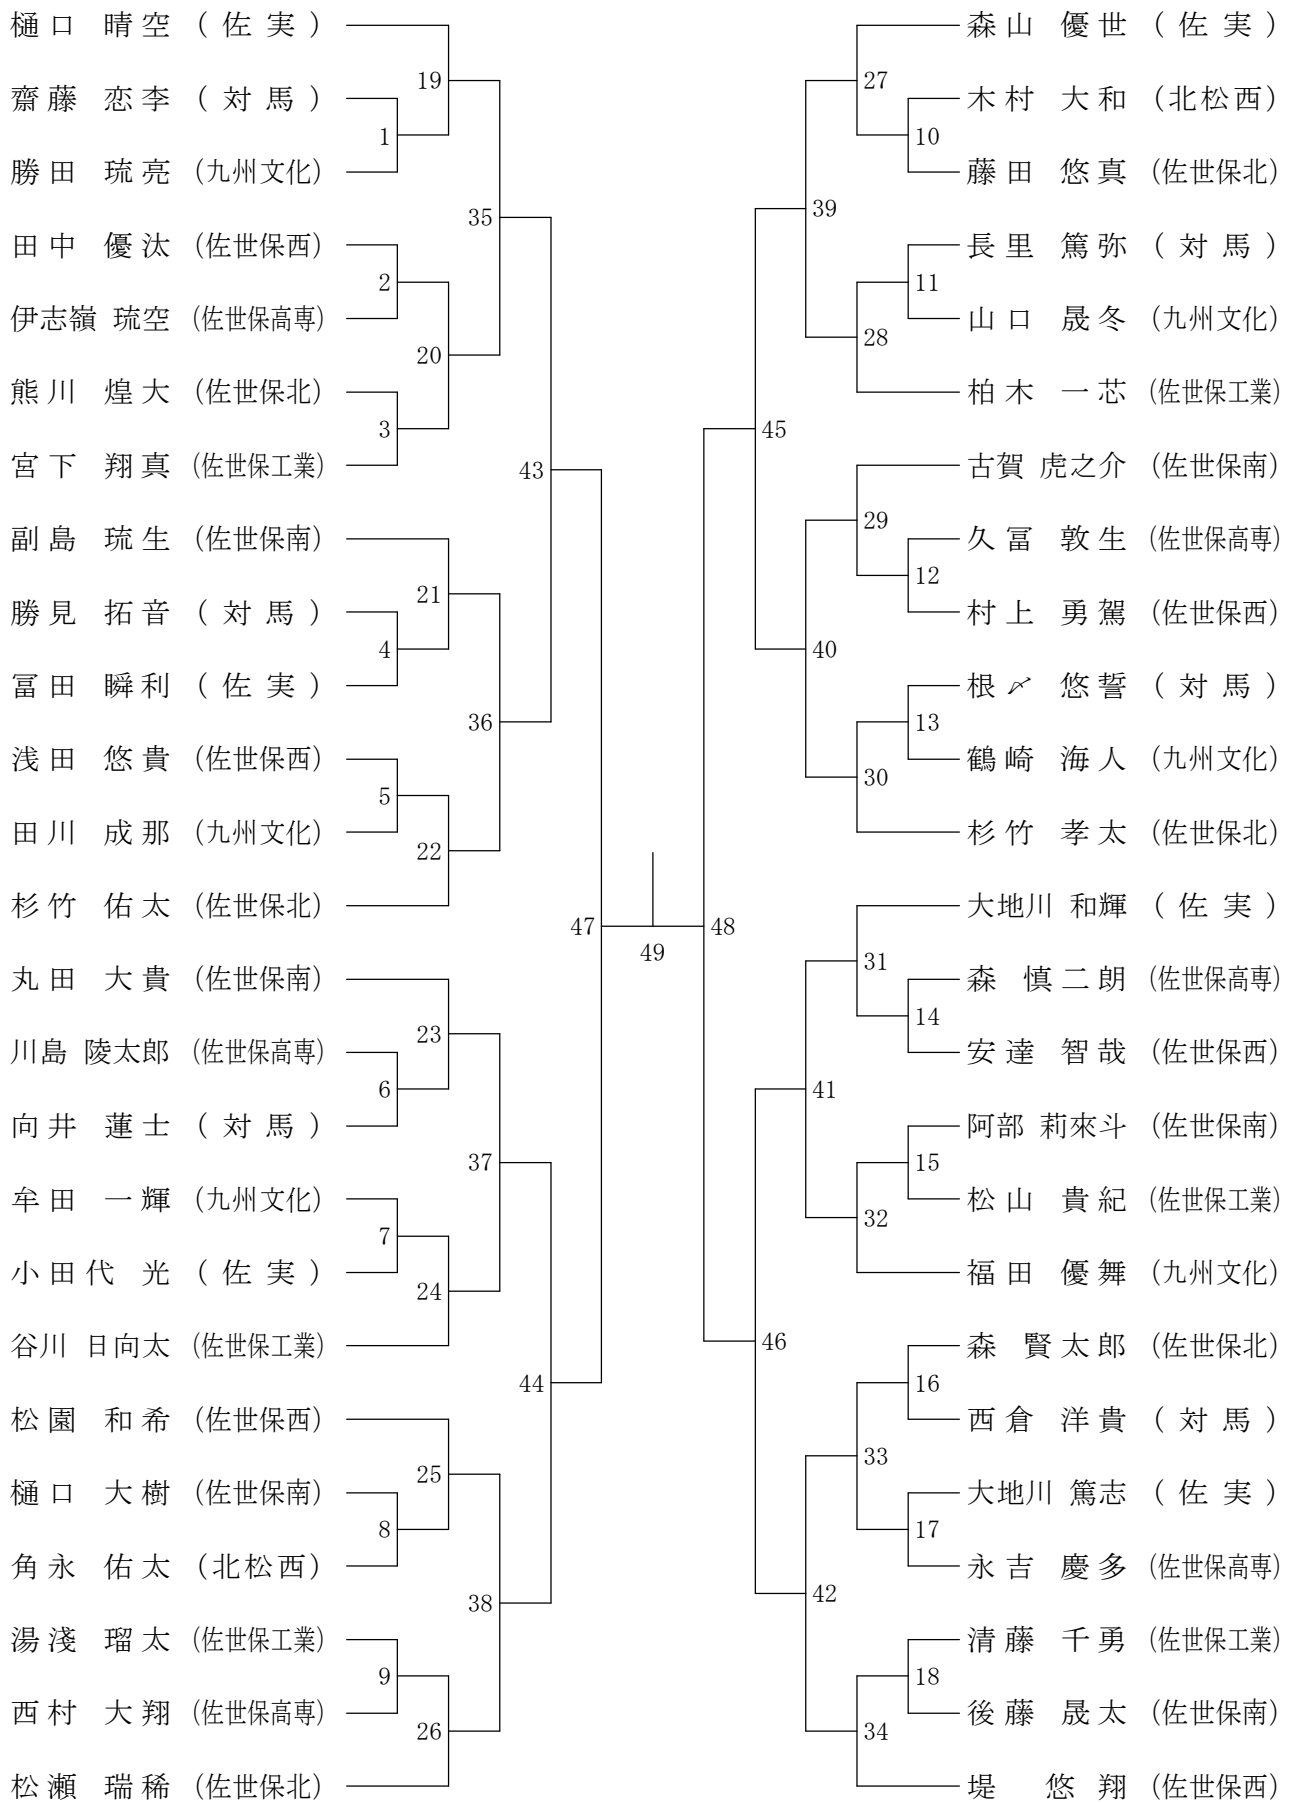 樋口 晴空 (佐実)
齋藤 恋李 (対馬)
勝田 琉亮 (九州文化)
田中 優汰 (佐世保西)
伊志嶺 琉空 (佐世保高専)
熊川 煌大 (佐世保北)
宮下 翔真 (佐世保工業)
副島 琉生 (佐世保南)
勝見 拓音 (対馬)
冨田 瞬利 (佐実)
浅田 悠貴 (佐世保西)
田川 成那 (九州文化)
杉竹 佑太 (佐世保北)
丸田 大貴 (佐世保南)
川島 陵太郎 (佐世保高専)
向井 蓮士 (対馬)
牟田 一輝 (九州文化)
小田代 光 (佐実)
谷川 日向太 (佐世保工業)
松園 和希 (佐世保西)
樋口 大樹 (佐世保南)
角永 佑太 (北松西)
湯淺 瑠太 (佐世保工業)
西村 大翔 (佐世保高専)
松瀬 瑞稀 (佐世保北)
1
2
3
4
5
6
7
8
9
19
20
21
22
23
24
25
26
35
36
37
38
43
44
47
49
48
45
46
39
40
41
42
27
28
29
30
31
32
33
34
10
11
12
13
14
15
16
17
18
森山 優世 (佐実)
木村 大和 (北松西)
藤田 悠真 (佐世保北)
長里 篤弥 (対馬)
山口 晟冬 (九州文化)
柏木 一芯 (佐世保工業)
古賀 虎之介 (佐世保南)
久冨 敦生 (佐世保高専)
村上 勇駕 (佐世保西)
根〆 悠誓 (対馬)
鶴崎 海人 (九州文化)
杉竹 孝太 (佐世保北)
大地川 和輝 (佐実)
森 慎二朗 (佐世保高専)
安達 智哉 (佐世保西)
阿部 莉來斗 (佐世保南)
松山 貴紀 (佐世保工業)
福田 優舞 (九州文化)
森 賢太郎 (佐世保北)
西倉 洋貴 (対馬)
大地川 篤志 (佐実)
永吉 慶多 (佐世保高専)
清藤 千勇 (佐世保工業)
後藤 晟太 (佐世保南)
堤 悠翔 (佐世保西)